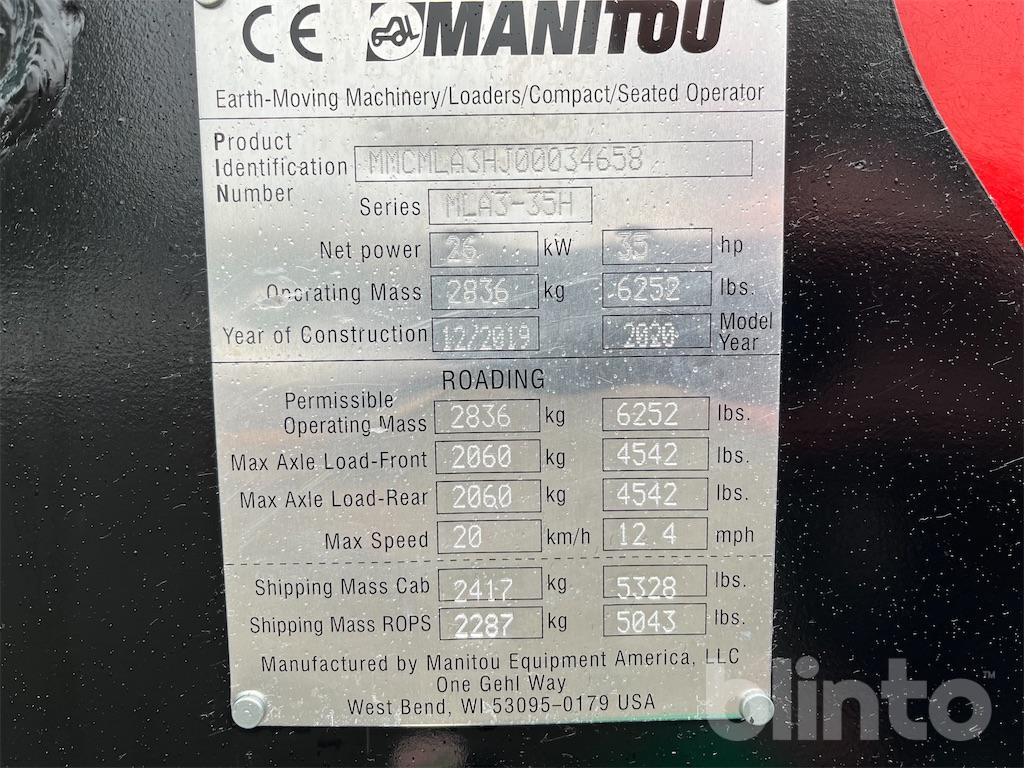 CE MANITOU
Earth-Moving Machinery/Loaders/Compact/Seated Operator
Product
Identification MMCMLA3HJ00034658
Number
Series MLA3-35H
Net power 26 kW 35 hp
Operating Mass 2836 kg 6252 lbs.
Year of Construction 12/2019 2020 Model Year
ROADING
Permissible
Operating Mass 2836 kg 6252 lbs.
Max Axle Load-Front 2060 kg 4542 lbs.
Max Axle Load-Rear 2060 kg 4542 lbs.
Max Speed 20 km/h 12.4 mph
Shipping Mass Cab 2417 kg 5328 lbs.
Shipping Mass ROPS 2287 kg 5043 lbs.
Manufactured by Manitou Equipment America, LLC
One Gehl Way
West Bend, WI 53095-0179 USA
blinto™